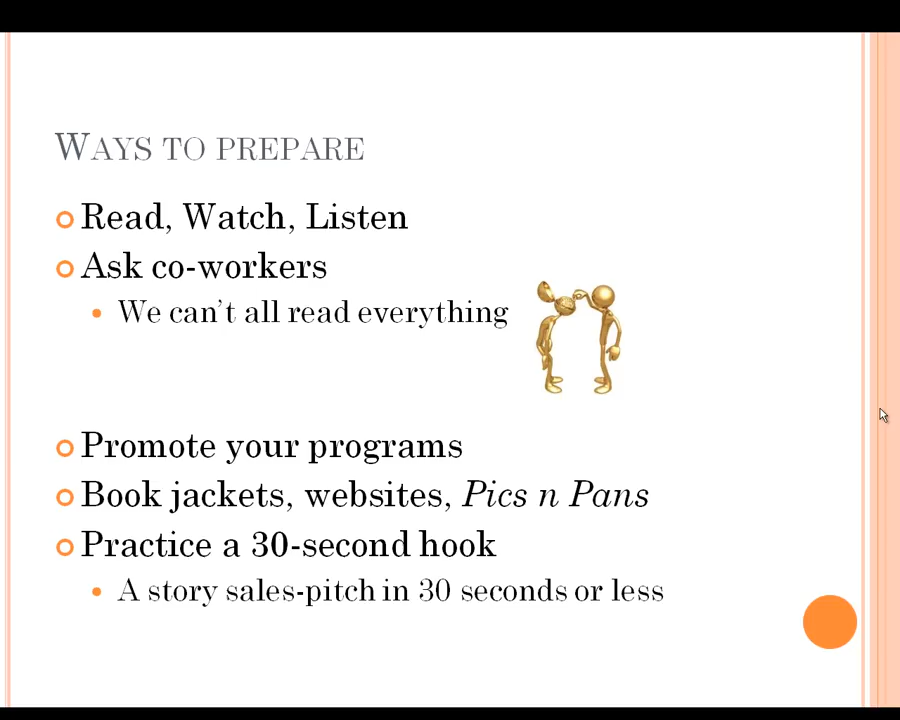 Ways to prepare
Read, Watch, Listen
Ask co-workers
We can't all read everything
Promote your programs
Book jackets, websites, Pics n Pans
Practice a 30-second hook
A story sales-pitch in 30 seconds or less